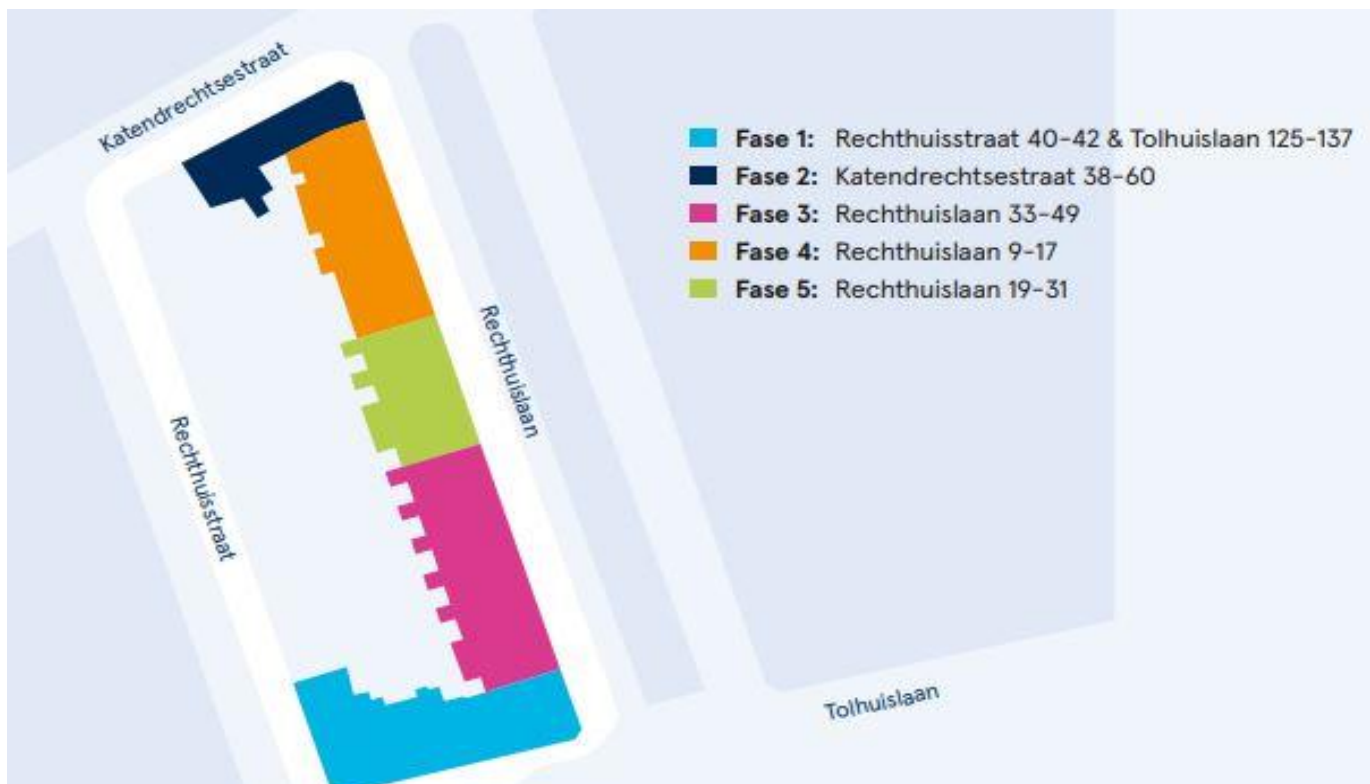 Katendrechtsestraat
Fase 1: Rechthuisstraat 40-42 & Tolhuislaan 125-137
Fase 2: Katendrechtsestraat 38-60
Fase 3: Rechthuislaan 33-49
Fase 4: Rechthuislaan 9-17
Fase 5: Rechthuislaan 19-31
Rechthuislaan
Rechthuisstraat
Tolhuislaan